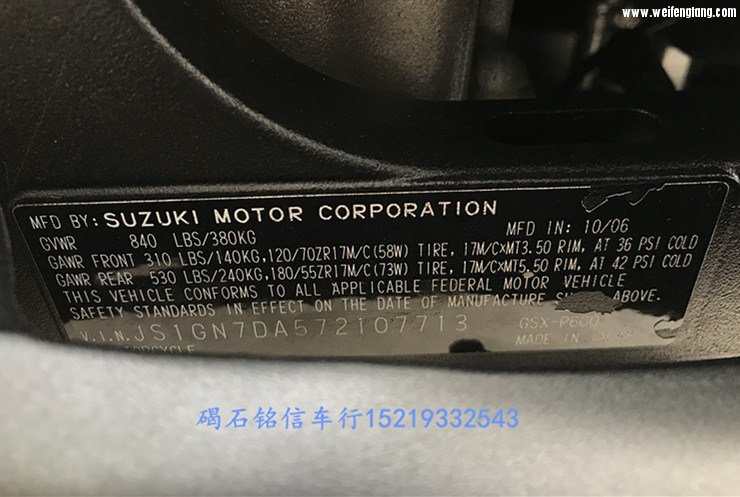 www.weifengtang.com
MFD BY: SUZUKI MOTOR CORPORATION MFD IN: 10/06
GVWR 840 LBS/380KG
GAWR FRONT 310 LBS/140KG,120/70ZR17M/C(58W) TIRE, 17M/C×MT3.50 RIM, AT 36 PSI COLD
GAWR REAR 530 LBS/240KG,180/55ZR17M/C(73W) TIRE, 17M/C×MT5.50 RIM, AT 42 PSI COLD
THIS VEHICLE CONFORMS TO ALL APPLICABLE FEDERAL MOTOR VEHICLE
SAFETY STANDARDS IN EFFECT ON THE DATE OF MANUFACTURE ABOVE.
V.I.N.JS1GN7DA572107713
MADE IN
碣石铭信车行15219332543